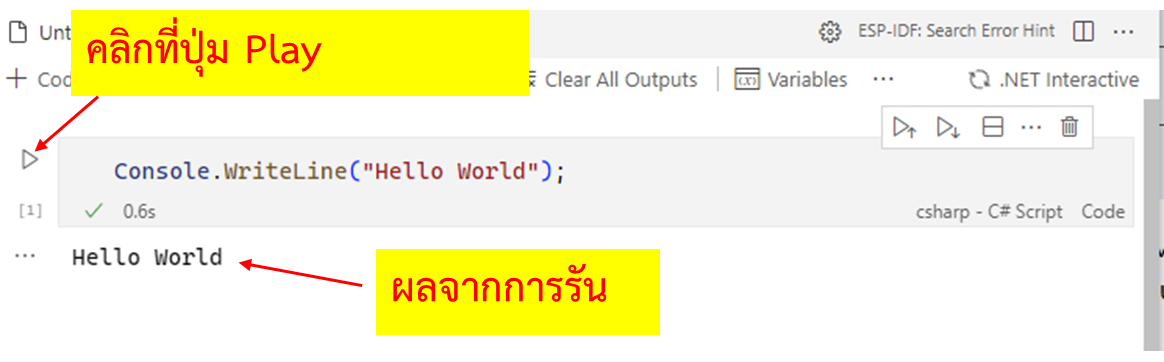 Unt
คลิกที่ปุ่ม Play
ESP-IDF: Search Error Hint
+ Cod
Clear All Outputs
Variables
.NET Interactive
Console.WriteLine("Hello World");
[1]
0.6s
csharp - C# Script Code
Hello World
ผลจากการรัน